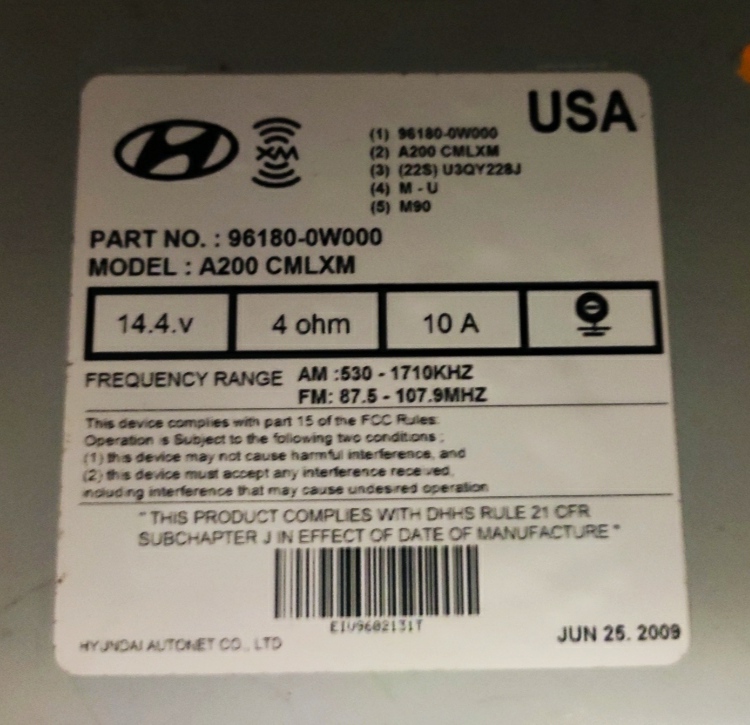 USA
XM
(1) 96180-0W000
(2) A200 CMLXM
(3) (22S) U3QY228J
(4) M - U
(5) M90
PART NO. : 96180-0W000
MODEL : A200 CMLXM
14.4.v 4 ohm 10 A
FREQUENCY RANGE AM :530 - 1710KHZ
FM: 87.5 - 107.9MHZ
This device complies with part 15 of the FCC Rules:
Operation is Subject to the following two conditions ;
(1) this device may not cause harmful interference, and
(2) this device must accept any interference received,
including interference that may cause undesired operation
" THIS PRODUCT COMPLIES WITH DHHS RULE 21 CFR
SUBCHAPTER J IN EFFECT OF DATE OF MANUFACTURE "
HYUNDAI AUTONET CO., LTD
JUN 25. 2009